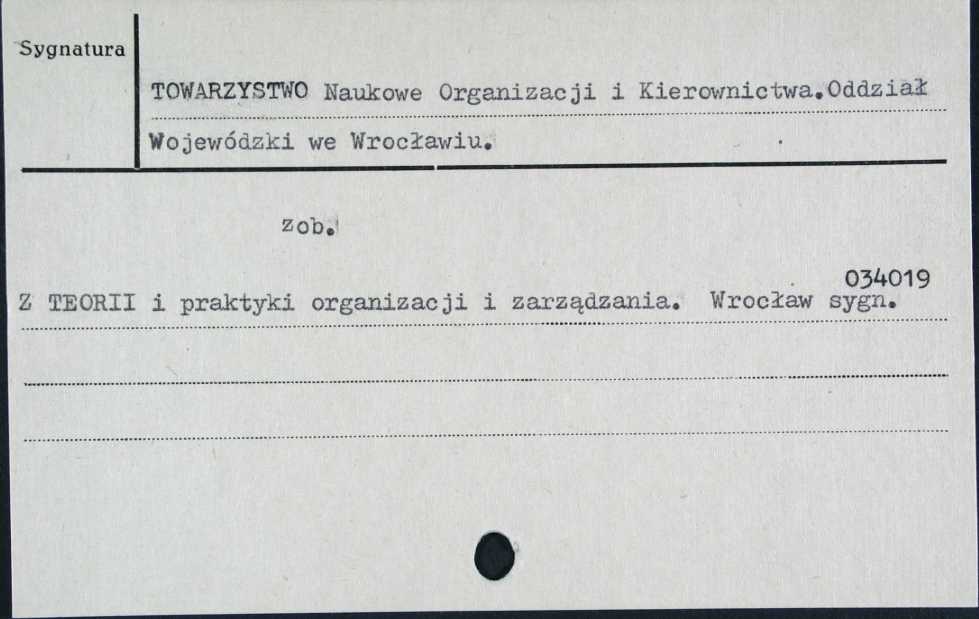 Sygnatura
TOWARZYSTWO Naukowe Organizacji i Kierownictwa.Oddział
Wojewódzki we Wrocławiu.
zob.
034019
Z TEORII i praktyki organizacji i zarządzania. Wrocław sygn.